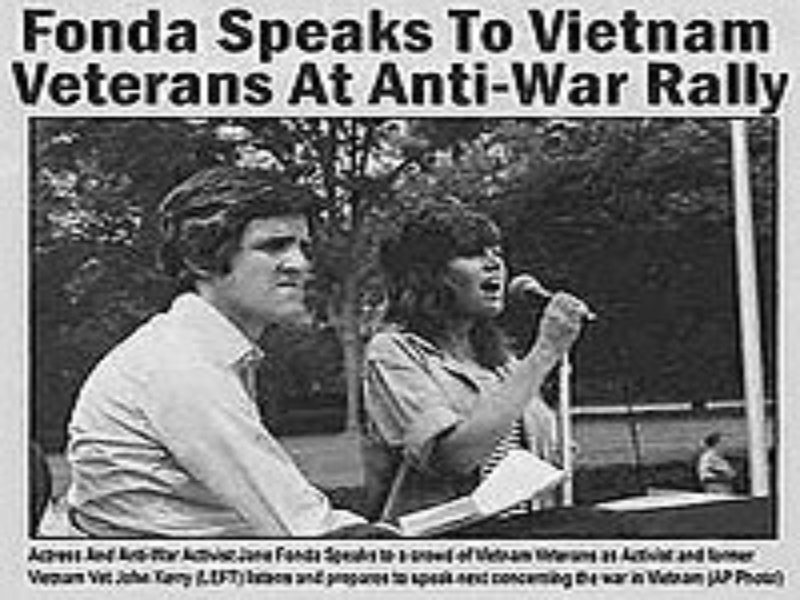 Fonda Speaks To Vietnam
Veterans At Anti-War Rally
Actress And Anti-War Activist Jane Fonda Speaks to a crowd of Vietnam Veterans as Activist and former
Vietnam Vet John Kerry (LEFT) listens and prepares to speak next concerning the war in Vietnam (AP Photo)